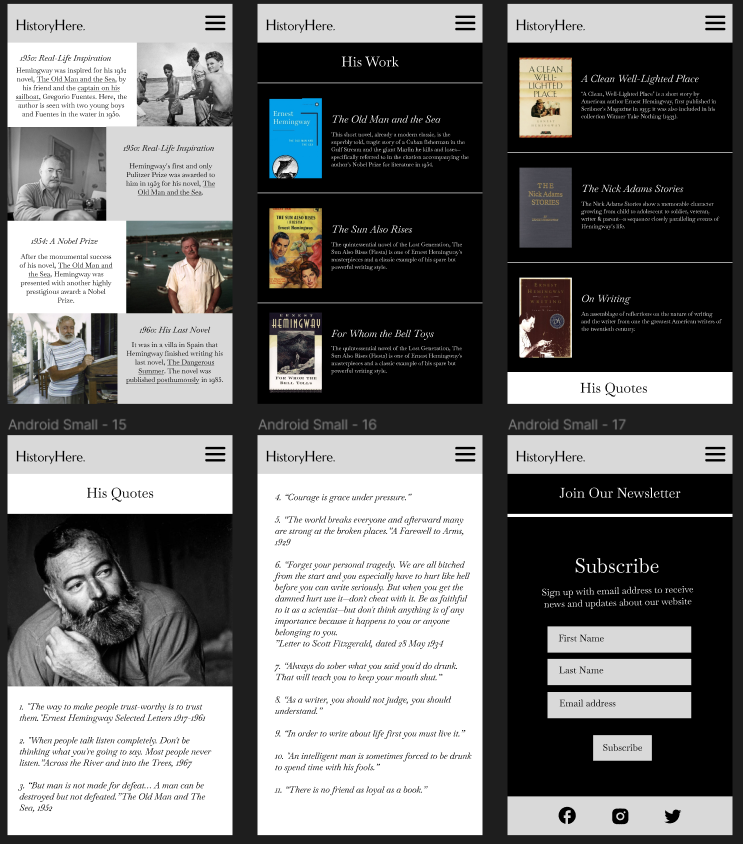 HistoryHere.
1950: Real-Life Inspiration
Hemingway was inspired for his 1952
novel, The Old Man and the Sea, by
his friend and the captain on his
sailboat, Gregorio Fuentes. Here, the
author is seen with two young boys
and Fuentes in the water in 1950.
1950: Real-Life Inspiration
Hemingway's first and only
Pulitzer Prize was awarded to
him in 1953 for his novel, The
Old Man and the Sea.
1954: A Nobel Prize
After the monumental success
of his novel, The Old Man and
the Sea, Hemingway was
presented with another highly
prestigious award: a Nobel
Prize.
1960: His Last Novel
It was in a villa in Spain that
Hemingway finished writing his
last novel, The Dangerous
Summer. The novel was
published posthumously in 1985.
HistoryHere.
His Work
Ernest
Hemingway
The Old Man and the Sea
This short novel, already a modern classic, is the
superbly told, tragic story of a Cuban fisherman in the
Gulf Stream and the giant Marlin he kills and loses—
specifically referred to in the citation accompanying the
author's Nobel Prize for literature in 1954.
THE SUN ALSO RISES
Ernest Hemingway
The Sun Also Rises
The quintessential novel of the Lost Generation, The
Sun Also Rises (Fiesta) is one of Ernest Hemingway's
masterpieces and a classic example of his spare but
powerful writing style.
ERNEST
HEMINGWAY
FOR WHOM THE
BELL TOLLS
For Whom the Bell Toys
The quintessential novel of the Lost Generation, The
Sun Also Rises (Fiesta) is one of Ernest Hemingway's
masterpieces and a classic example of his spare but
powerful writing style.
HistoryHere.
A CLEAN
WELL-
LIGHTED
PLACE
A Clean Well-Lighted Place
"A Clean, Well-Lighted Place" is a short story by
American author Ernest Hemingway, first published in
Scribner's Magazine in 1933; it was also included in his
collection Winner Take Nothing (1933).
THE
Nick Adams
STORIES
The Nick Adams Stories
The Nick Adams Stories show a memorable character
growing from child to adolescent to soldier, veteran,
writer & parent--a sequence closely paralleling events of
Hemingway's life.
ERNEST
HEMINGWAY
ON
WRITING
On Writing
An assemblage of reflections on the nature of writing
and the writer from one the greatest American writers of
the twentieth century.
His Quotes
Android Small - 15
Android Small - 16
Android Small - 17
HistoryHere.
His Quotes
1. "The way to make people trust-worthy is to trust
them."Ernest Hemingway Selected Letters 1917-1961
2. "When people talk listen completely. Don't be
thinking what you're going to say. Most people never
listen."Across the River and into the Trees, 1967
3. "But man is not made for defeat... A man can be
destroyed but not defeated."The Old Man and The
Sea, 1952
HistoryHere.
4. "Courage is grace under pressure."
5. "The world breaks everyone and afterward many
are strong at the broken places."A Farewell to Arms,
1929
6. "Forget your personal tragedy. We are all bitched
from the start and you especially have to hurt like hell
before you can write seriously. But when you get the
damned hurt use it—don't cheat with it. Be as faithful
to it as a scientist—but don't think anything is of any
importance because it happens to you or anyone
belonging to you.
"Letter to Scott Fitzgerald, dated 28 May 1934
7. "Always do sober what you said you'd do drunk.
That will teach you to keep your mouth shut."
8. "As a writer, you should not judge, you should
understand."
9. "In order to write about life first you must live it."
10. "An intelligent man is sometimes forced to be drunk
to spend time with his fools."
11. "There is no friend as loyal as a book."
HistoryHere.
Join Our Newsletter
Subscribe
Sign up with email address to receive
news and updates about our website
First Name
Last Name
Email address
Subscribe